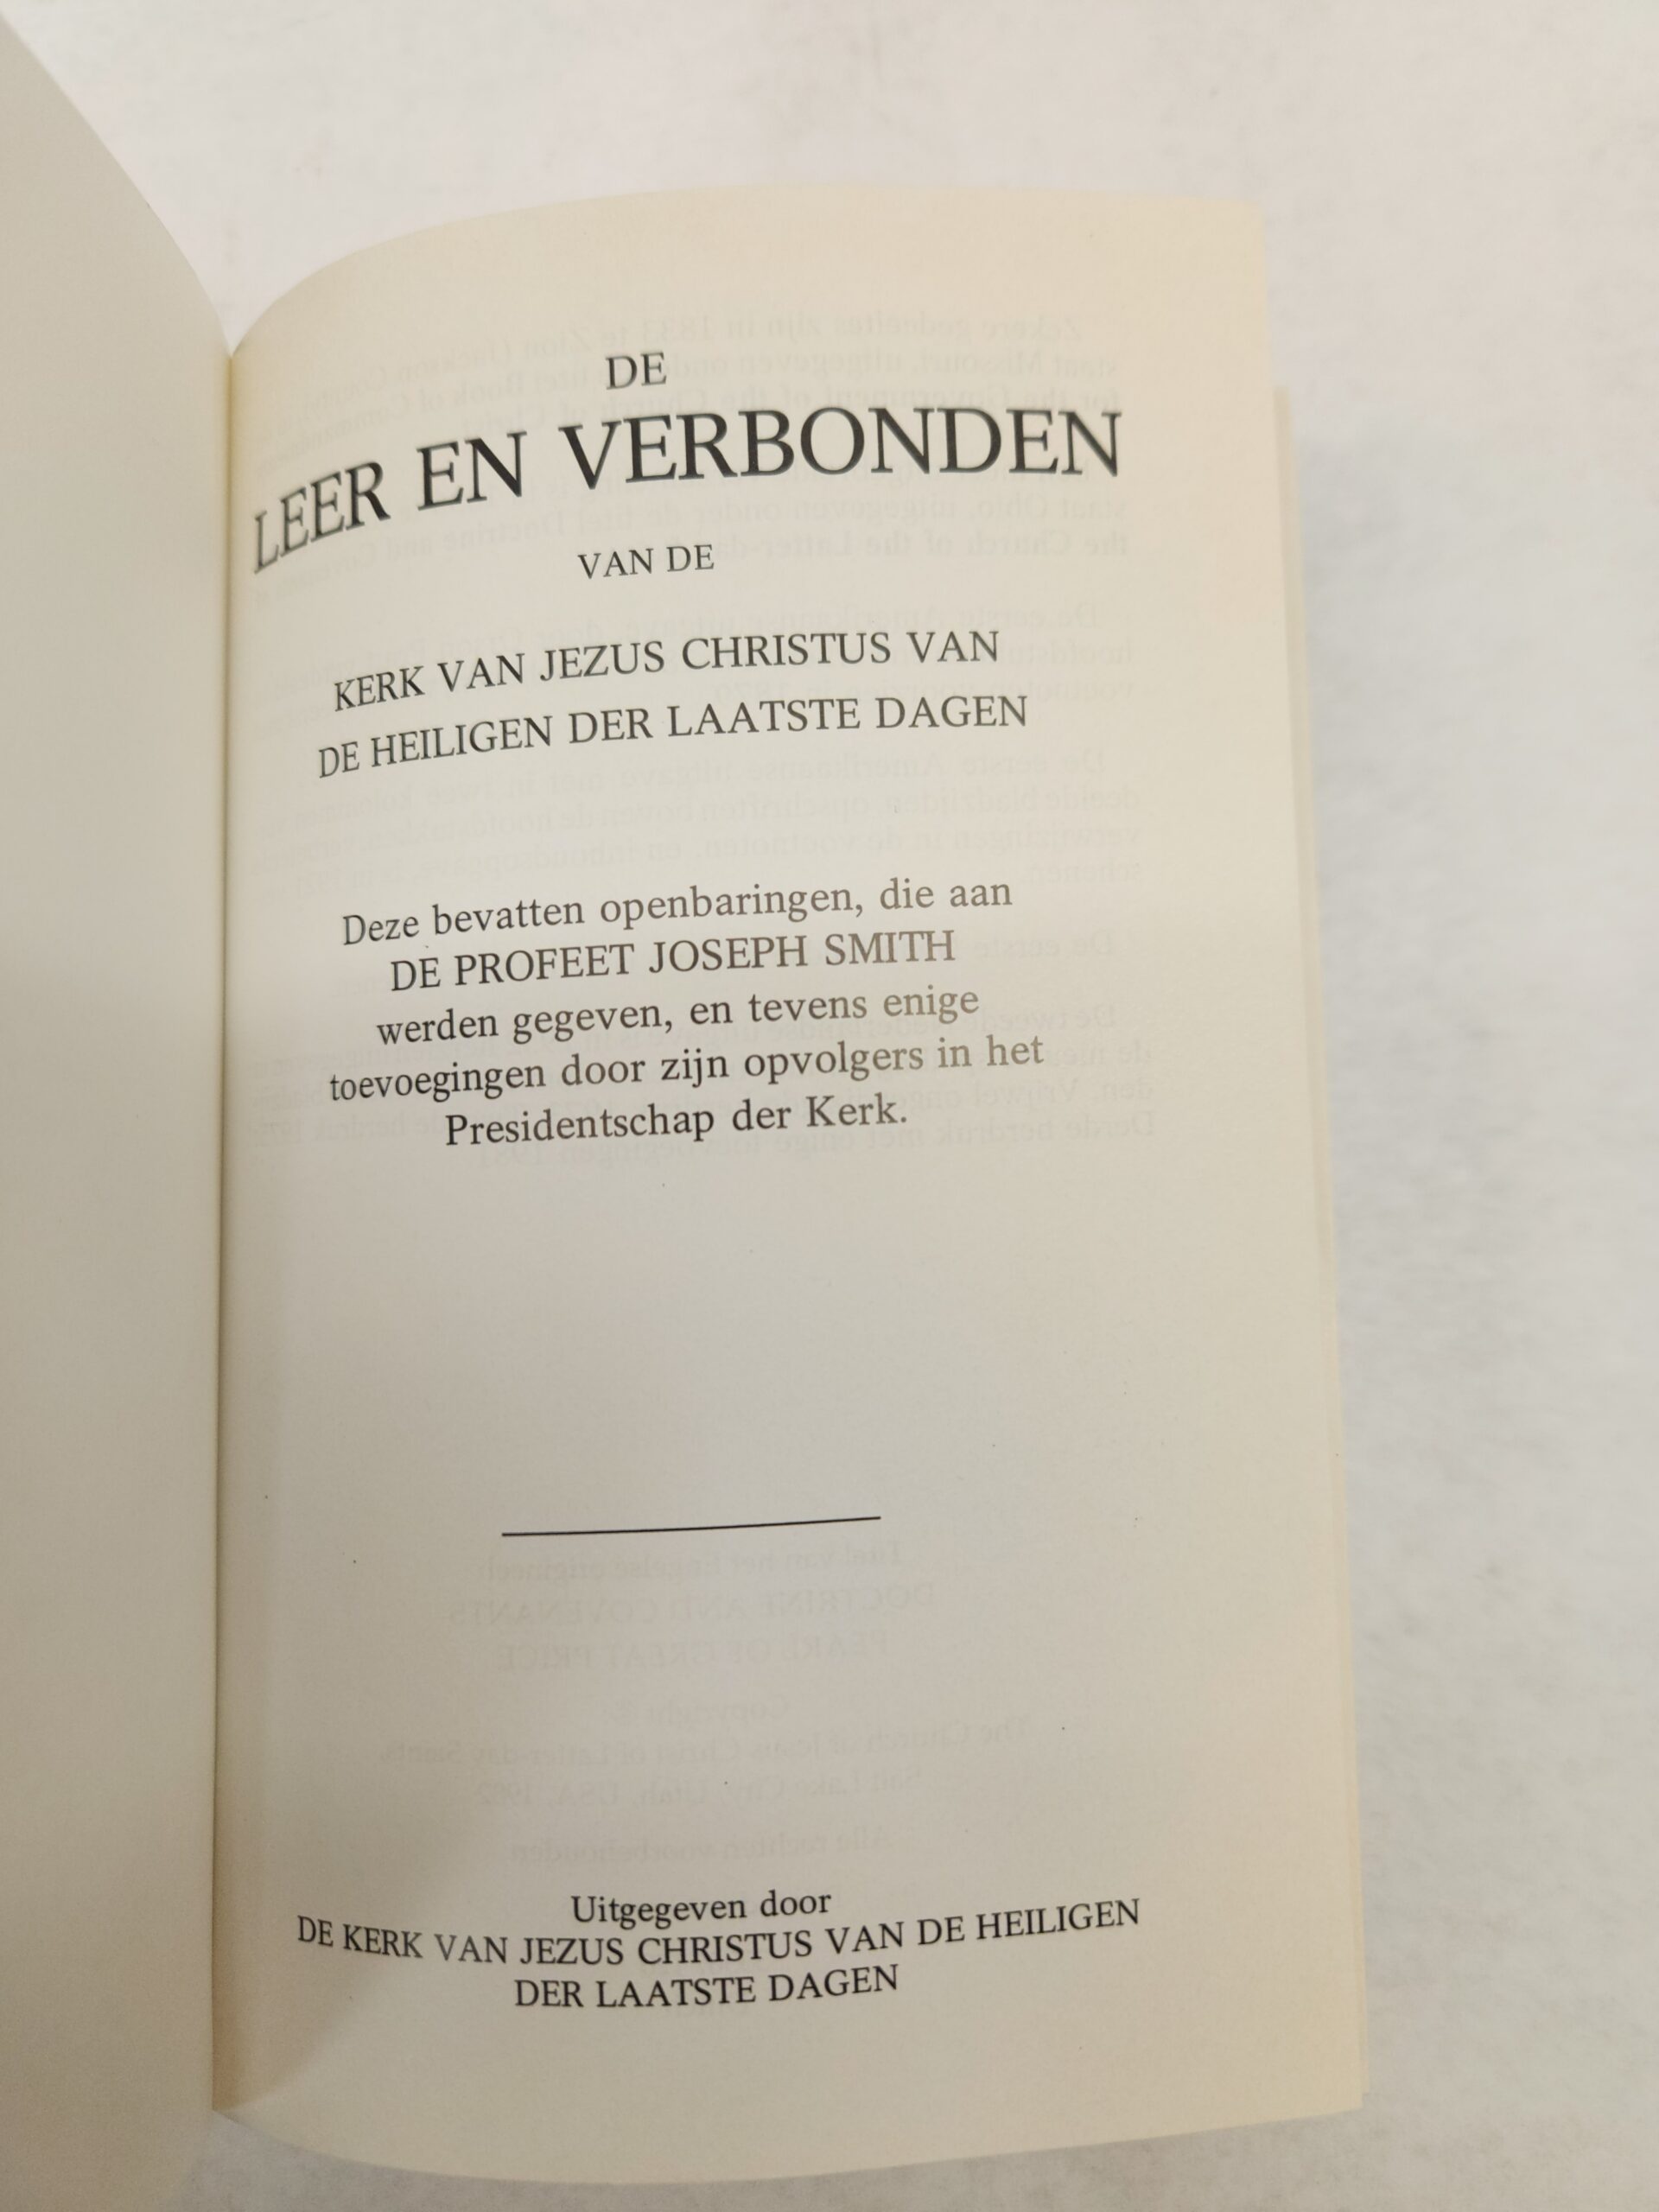 DE
LEER EN VERBONDEN
VAN DE
KERK VAN JEZUS CHRISTUS VAN
DE HEILIGEN DER LAATSTE DAGEN
Deze bevatten openbaringen, die aan
DE PROFEET JOSEPH SMITH
werden gegeven, en tevens enige
toevoegingen door zijn opvolgers in het
Presidentschap der Kerk.
Uitgegeven door
DE KERK VAN JEZUS CHRISTUS VAN DE HEILIGEN
DER LAATSTE DAGEN